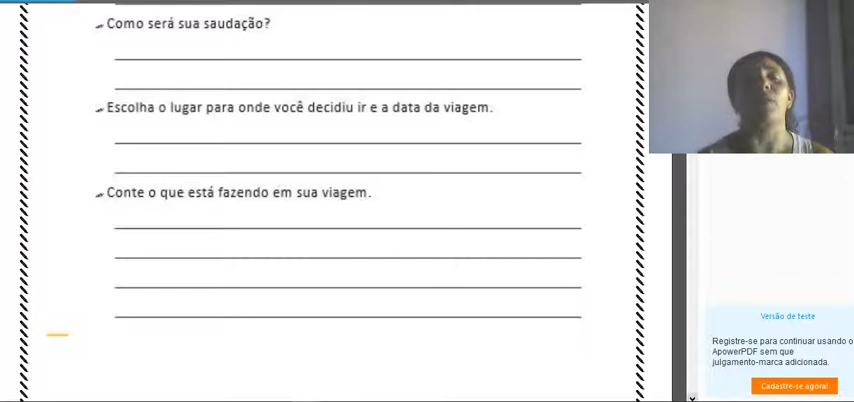 Como será sua saudação?
Escolha o lugar para onde você decidiu ir e a data da viagem.
Conte o que está fazendo em sua viagem.
Versão de teste
Registre-se para continuar usando o
ApowerPDF sem que
julgamento-marca adicionada.
Cadastre-se agora!